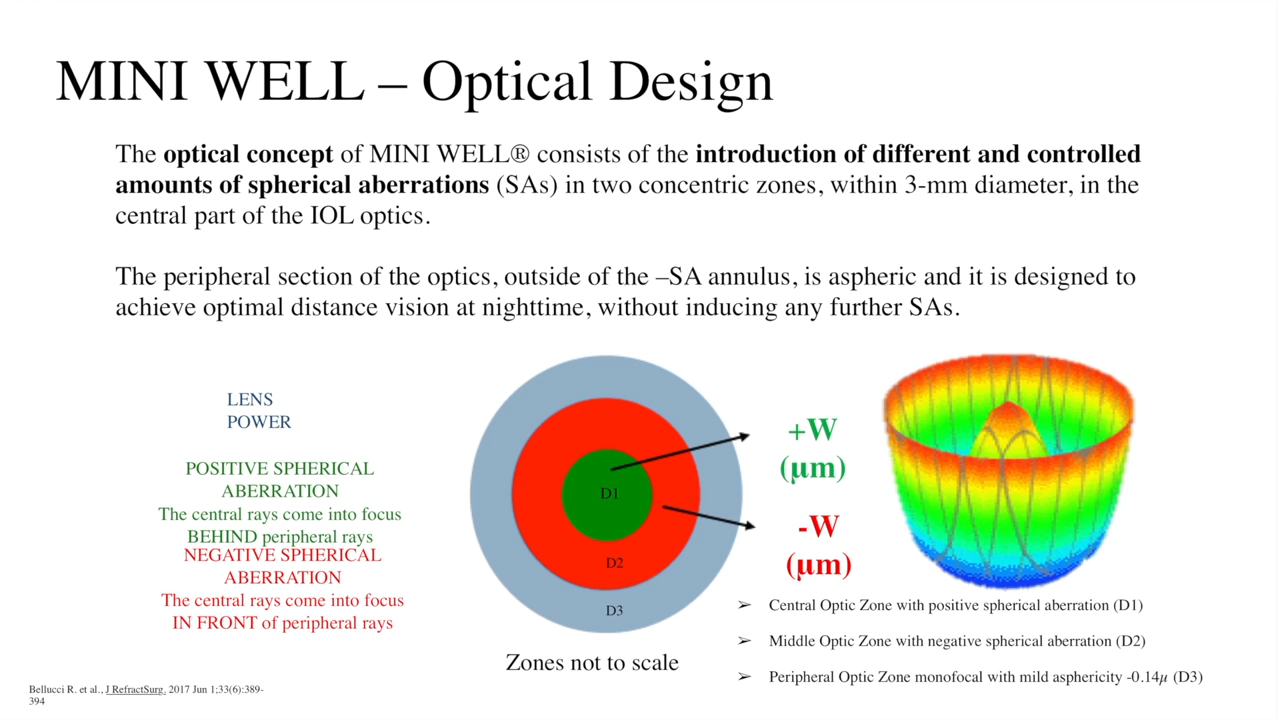 MINI WELL – Optical Design
The optical concept of MINI WELL® consists of the introduction of different and controlled
amounts of spherical aberrations (SAs) in two concentric zones, within 3-mm diameter, in the
central part of the IOL optics.
The peripheral section of the optics, outside of the –SA annulus, is aspheric and it is designed to
achieve optimal distance vision at nighttime, without inducing any further SAs.
LENS
POWER
POSITIVE SPHERICAL
ABERRATION
The central rays come into focus
BEHIND peripheral rays
NEGATIVE SPHERICAL
ABERRATION
The central rays come into focus
IN FRONT of peripheral rays
D1
D2
D3
Zones not to scale
+W
(µm)
-W
(µm)
➢ Central Optic Zone with positive spherical aberration (D1)
➢ Middle Optic Zone with negative spherical aberration (D2)
➢ Peripheral Optic Zone monofocal with mild asphericity -0.14µ (D3)
Bellucci R. et al., J RefractSurg. 2017 Jun 1;33(6):389-
394